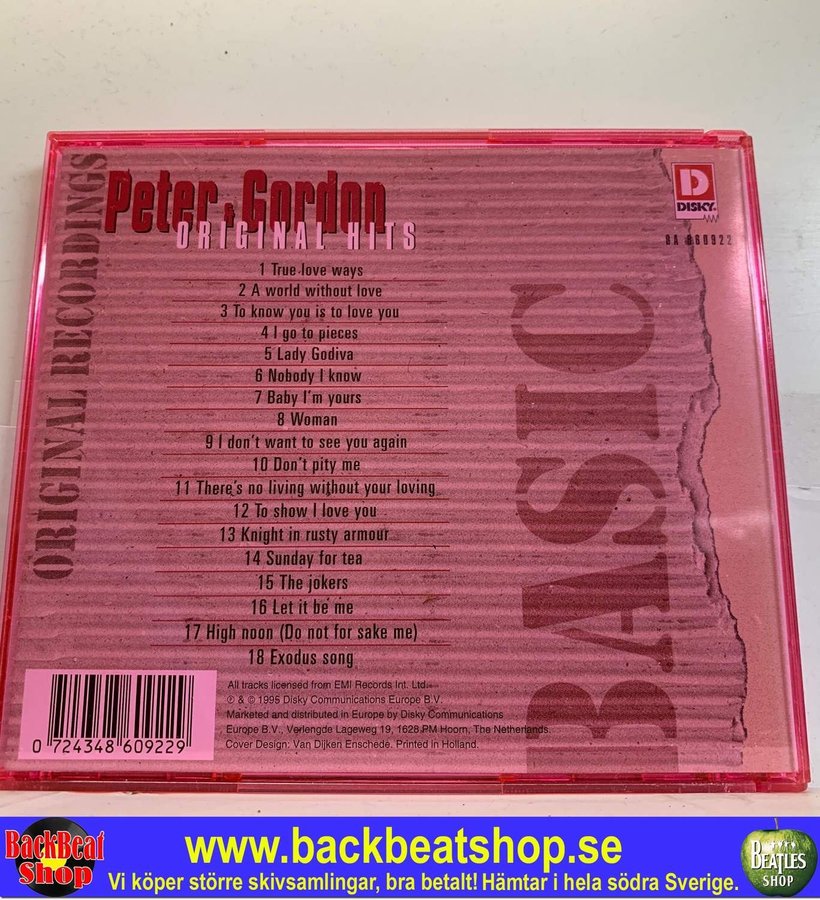 ORIGINAL RECORDINGS
Peter & Gordon
ORIGINAL HITS
D
DISKY.
SA 860922
1 True love ways
2 A world without love
3 To know you is to love you
4 I go to pieces
5 Lady Godiva
6 Nobody I know
7 Baby I'm yours
8 Woman
9 I don't want to see you again
10 Don't pity me
11 There's no living without your loving
12 To show I love you
13 Knight in rusty armour
14 Sunday for tea
15 The jokers
16 Let it be me
17 High noon (Do not for sake me)
18 Exodus song
BASIC
All tracks licensed from EMI Records Int. Ltd.
℗ & © 1995 Disky Communications Europe B.V.
Marketed and distributed in Europe by Disky Communications
Europe B.V., Verlengde Lageweg 19, 1628 PM Hoorn, The Netherlands.
Cover Design: Van Dijken Enschede. Printed in Holland.
0 724348 609229
BackBeat
Shop
www.backbeatshop.se
Vi köper större skivsamlingar, bra betalt! Hämtar i hela södra Sverige.
BEATLES
SHOP